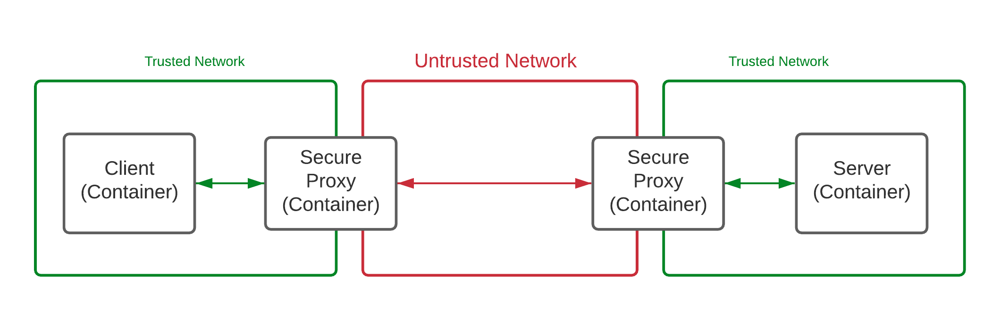 Trusted Network
Untrusted Network
Trusted Network
Client
(Container)
Secure
Proxy
(Container)
Secure
Proxy
(Container)
Server
(Container)